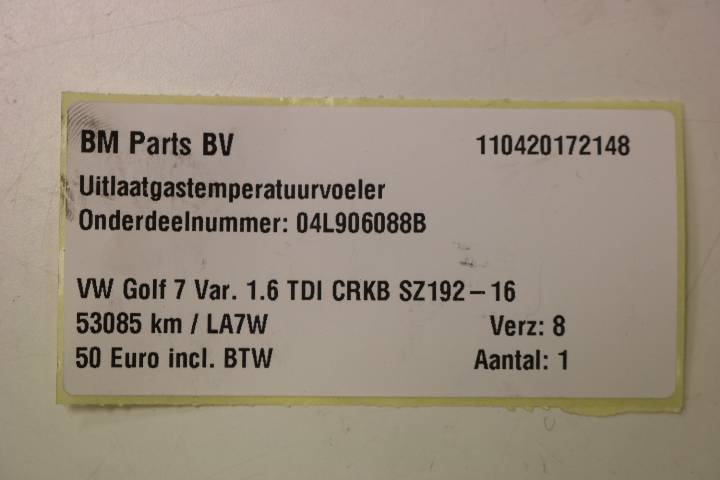 BM Parts BV 110420172148
Uitlaatgastemperatuurvoeler
Onderdeelnummer: 04L906088B
VW Golf 7 Var. 1.6 TDI CRKB SZ192-16
53085 km / LA7W Verz: 8
50 Euro incl. BTW Aantal: 1